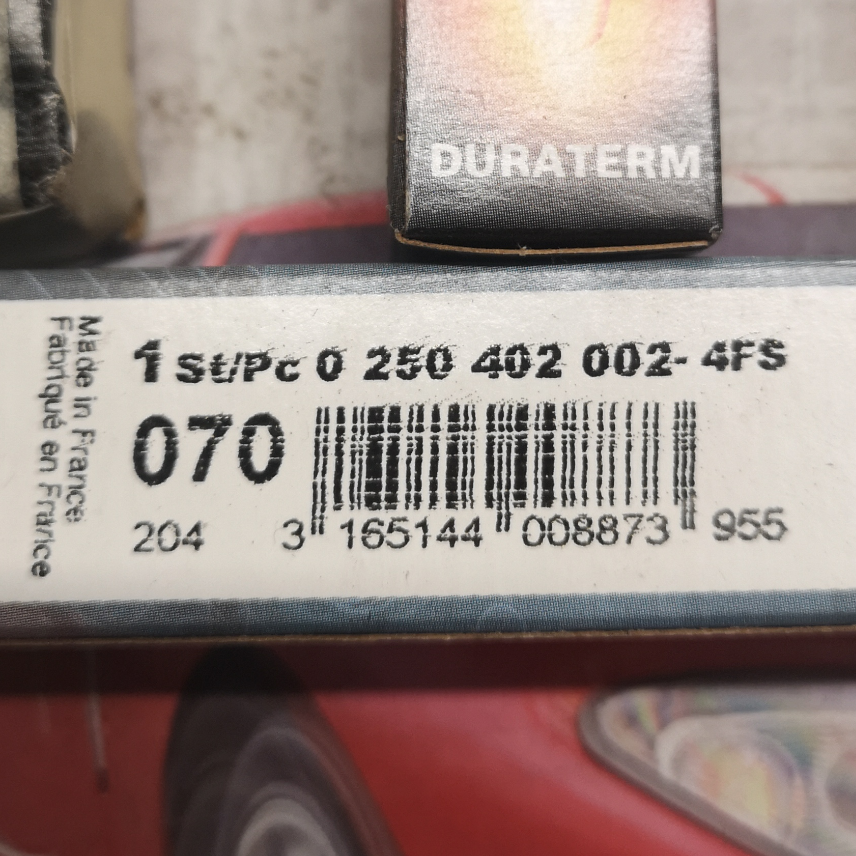 DURATERM
Made in France
Fabriqué en France
1 St/Pc 0 250 402 002- 4FS
070
204 3 165144 008873 955